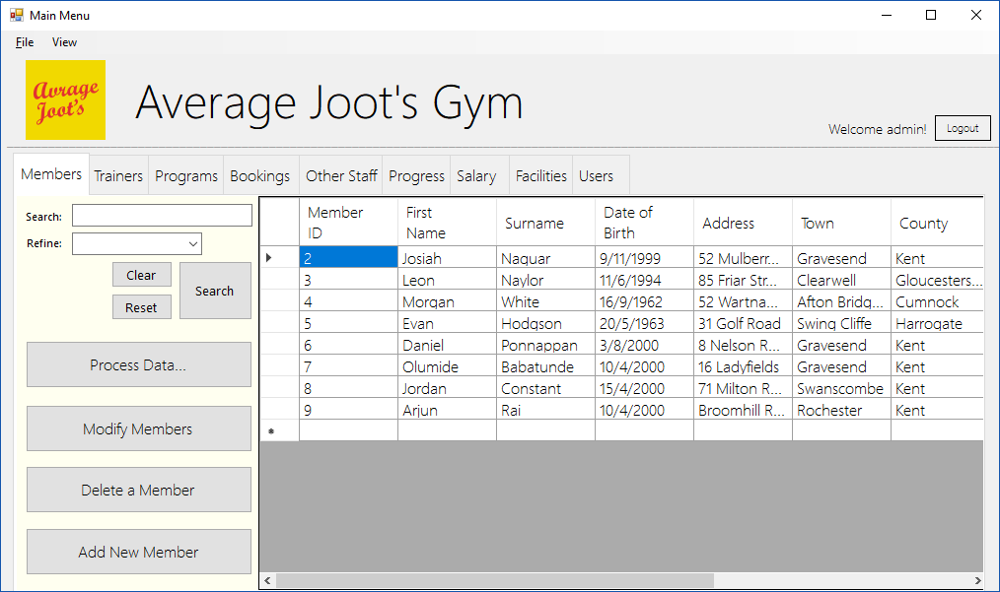 Main Menu
File View
Avrage
Joot's
Average Joot's Gym
Welcome admin! Logout
Members Trainers Programs Bookings Other Staff Progress Salary Facilities Users
Search:
Refine:
Clear
Reset
Search
Process Data...
Modify Members
Delete a Member
Add New Member
Member ID First Name Surname Date of Birth Address Town County
2 Josiah Naguar 9/11/1999 52 Mulberr... Gravesend Kent
3 Leon Naylor 11/6/1994 85 Friar Str... Clearwell Gloucesters...
4 Morgan White 16/9/1962 52 Wartna... Afton Bridg... Cumnock
5 Evan Hodgson 20/5/1963 31 Golf Road Swing Cliffe Harrogate
6 Daniel Ponnappan 3/8/2000 8 Nelson R... Gravesend Kent
7 Olumide Babatunde 10/4/2000 16 Ladyfields Gravesend Kent
8 Jordan Constant 15/4/2000 71 Milton R... Swanscombe Kent
9 Arjun Rai 10/4/2000 Broomhill R... Rochester Kent